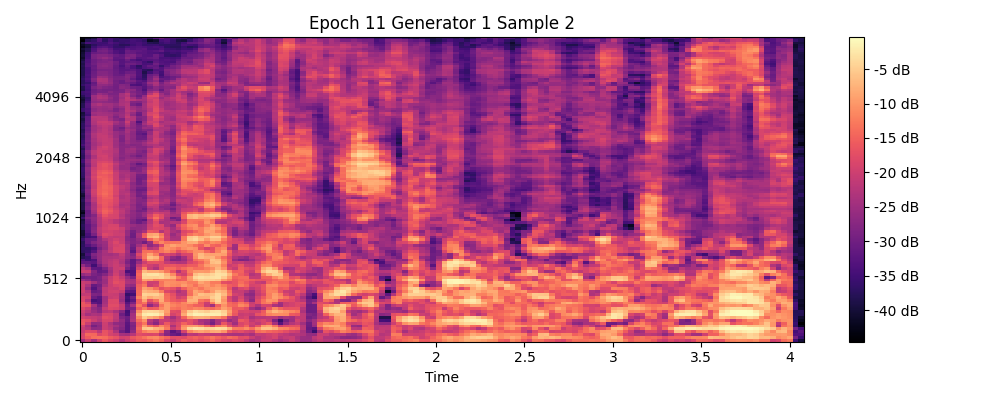 Epoch 11 Generator 1 Sample 2
Hz
4096
2048
1024
512
0
0 0.5 1 1.5 2 2.5 3 3.5 4
Time
-5 dB
-10 dB
-15 dB
-20 dB
-25 dB
-30 dB
-35 dB
-40 dB